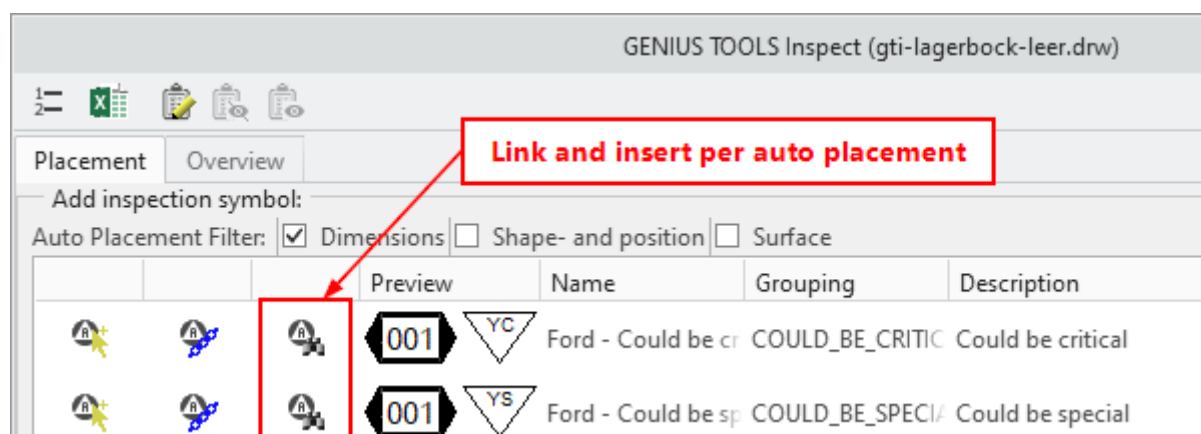 GENIUS TOOLS Inspect (gti-lagerbock-leer.drw)
1
2
X
Link and insert per auto placement
Placement Overview
Add inspection symbol:
Auto Placement Filter: Dimensions Shape- and position Surface
Preview Name Grouping Description
A A A 001 YC Ford - Could be cr COULD_BE_CRITIC Could be critical
A A A 001 YS Ford - Could be sp COULD_BE_SPECIA Could be special